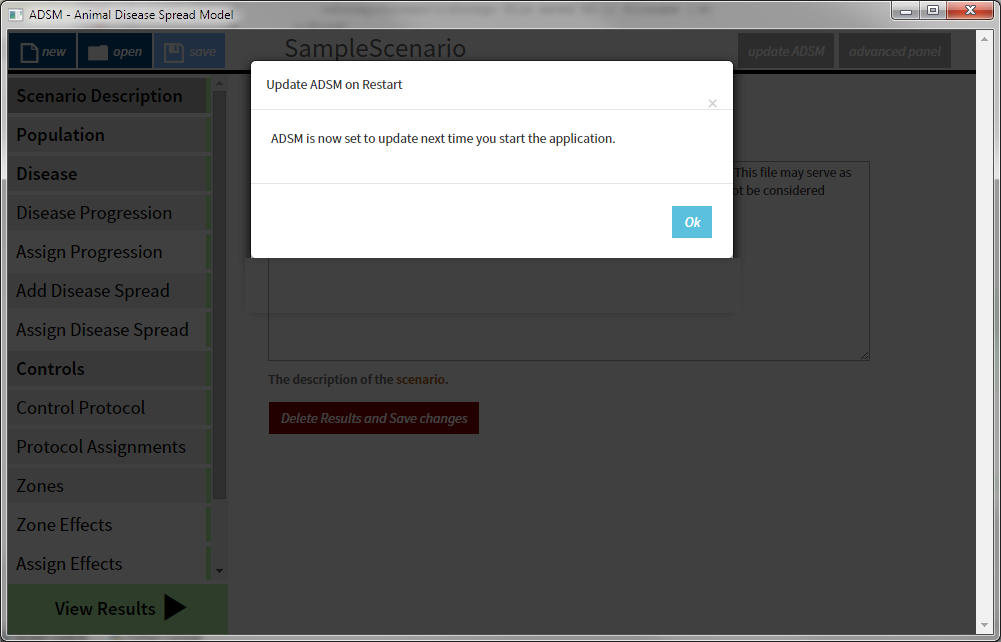 ADSM - Animal Disease Spread Model
new
open
save
SampleScenario
update ADSM
advanced panel
Update ADSM on Restart
×
ADSM is now set to update next time you start the application.
Ok
Scenario Description
Population
Disease
Disease Progression
Assign Progression
Add Disease Spread
Assign Disease Spread
Controls
Control Protocol
Protocol Assignments
Zones
Zone Effects
Assign Effects
View Results
This file may serve as
be considered
The description of the scenario.
Delete Results and Save changes